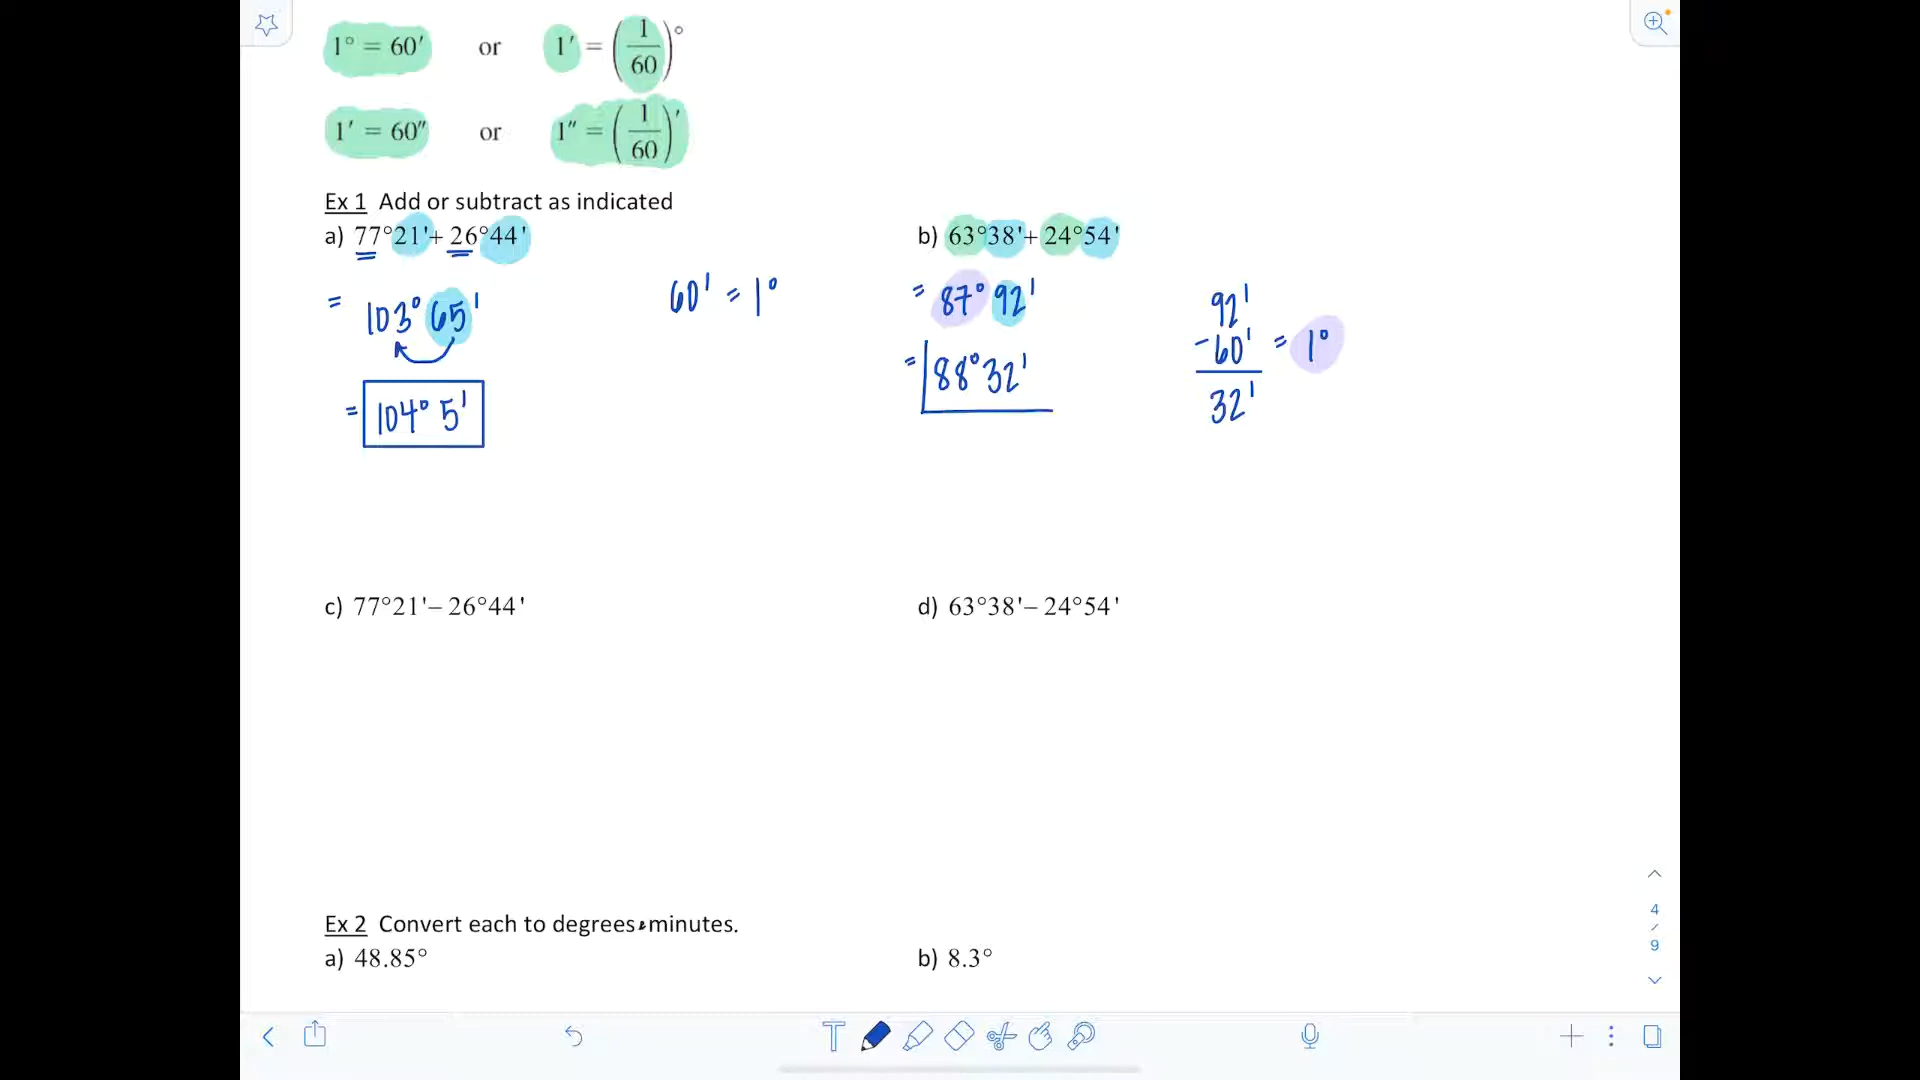 1° = 60′ or 1′ = (1/60)°
1′ = 60″ or 1″ = (1/60)′
Ex 1 Add or subtract as indicated
a) 77°21'+ 26°44'
= 103° 65'
= 104° 5'
60' = 1°
b) 63°38'+ 24°54'
= 87° 92'
= 88° 32'
92'
-60' = 1°
32'
c) 77°21'– 26°44'
d) 63°38'– 24°54'
Ex 2 Convert each to degrees minutes.
a) 48.85°
b) 8.3°
4
/
9
T